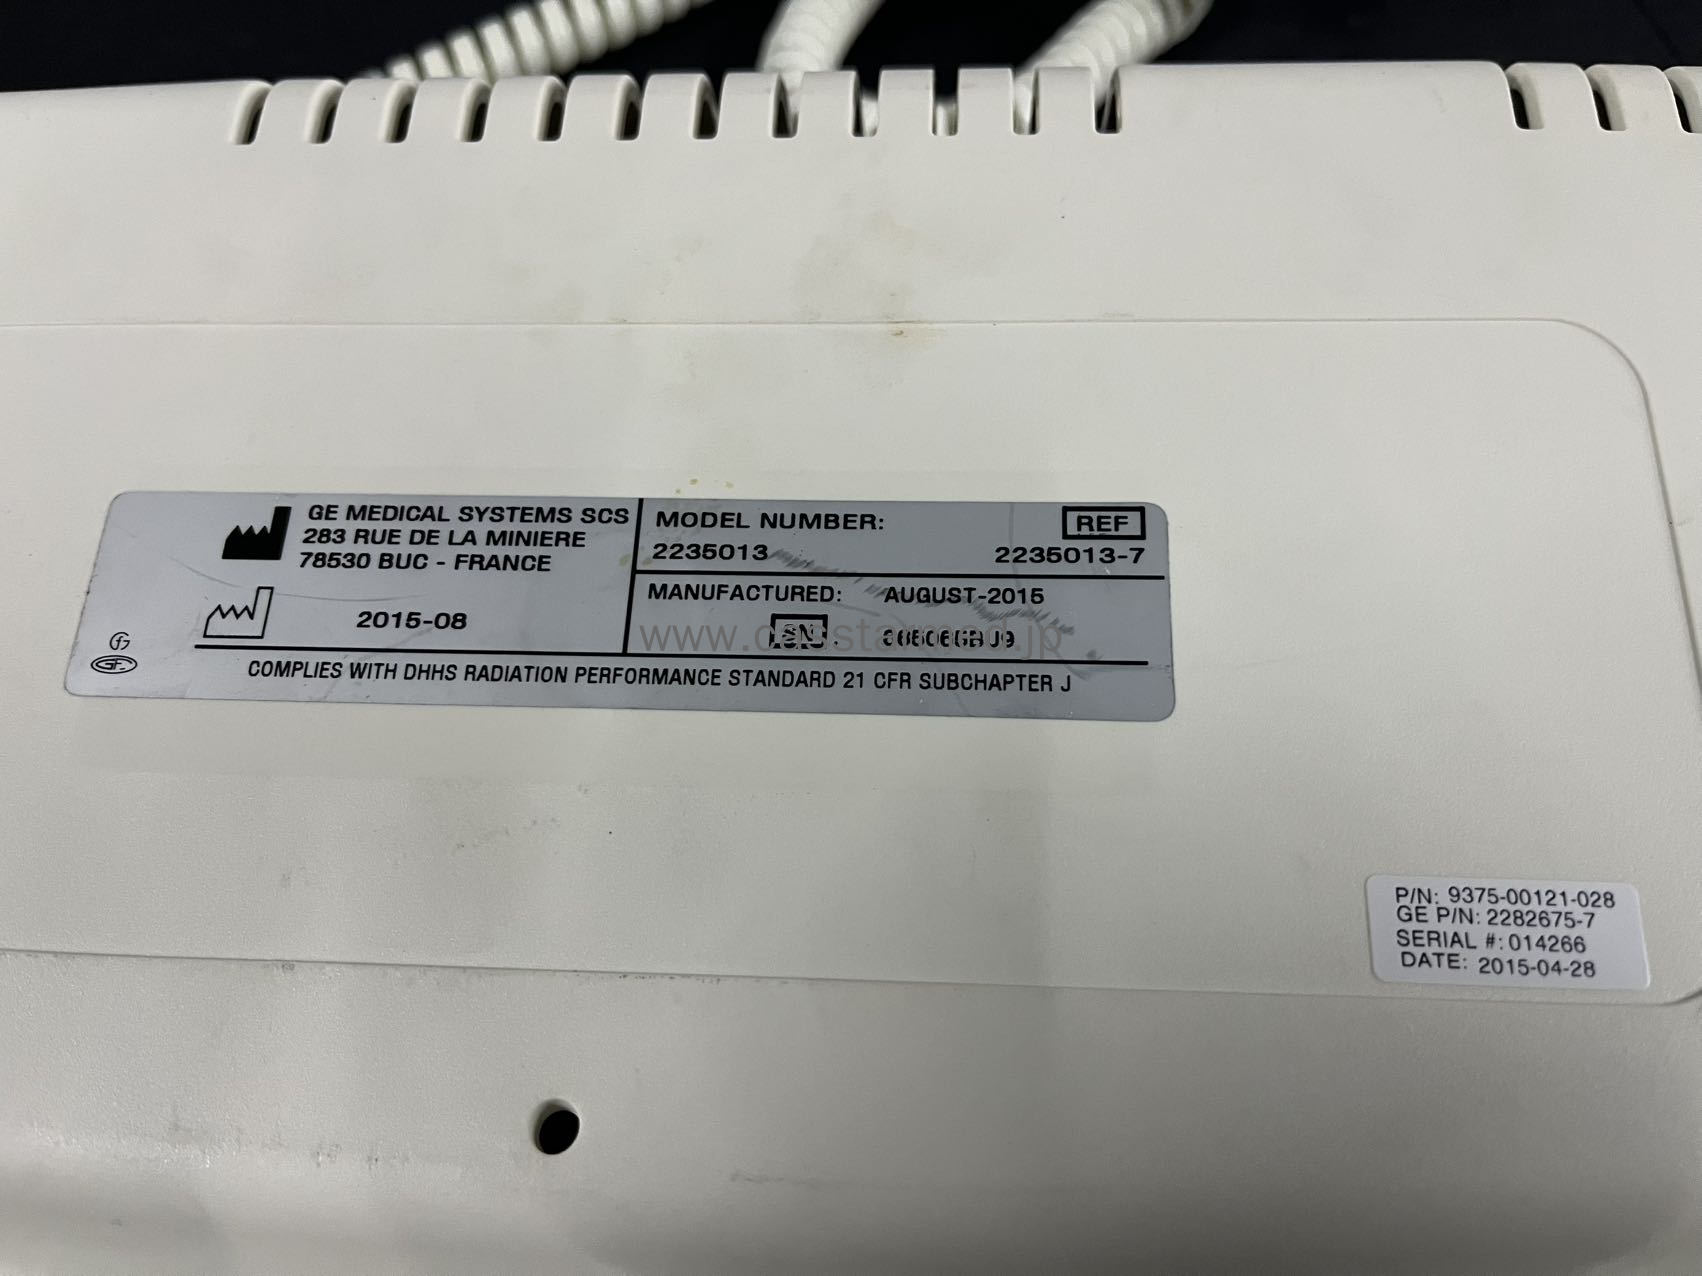 GE MEDICAL SYSTEMS SCS
283 RUE DE LA MINIERE
78530 BUC - FRANCE
2015-08
MODEL NUMBER:
REF
2235013
2235013-7
MANUFACTURED: AUGUST-2015
SN
COMPLIES WITH DHHS RADIATION PERFORMANCE STANDARD 21 CFR SUBCHAPTER J
GE
P/N: 9375-00121-028
GE P/N: 2282675-7
SERIAL #: 014266
DATE: 2015-04-28